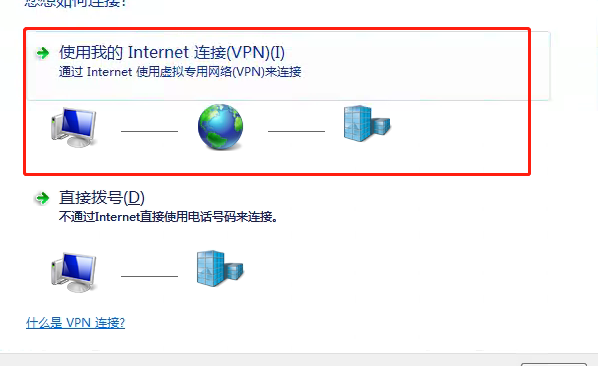 您想如何连接?
使用我的 Internet 连接(VPN)(I)
通过 Internet 使用虚拟专用网络(VPN)来连接
直接拨号(D)
不通过Internet直接使用电话号码来连接。
什么是 VPN 连接?